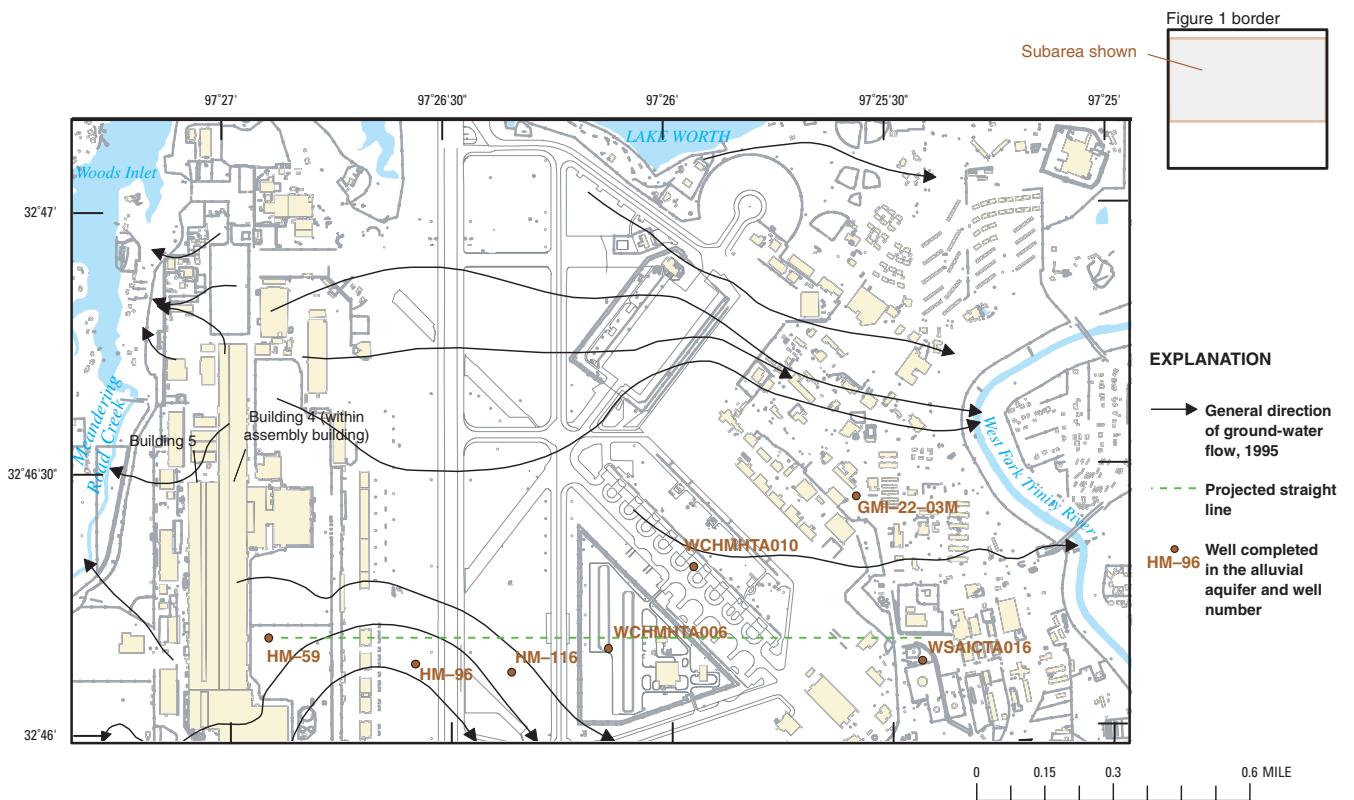 Figure 1 border
Subarea shown
97°27'
97°26'30"
97°26'
97°25'30"
97°25'
LAKE WORTH
Woods Inlet
32°47'
EXPLANATION
General direction
of ground-water
flow, 1995
Meandering
Road Creek
Building 4 (within
assembly building)
Building 5
West Fork Trinity River
32°46'30"
Projected straight
line
GMI–22–03M
WCHMHTA010
HM–96
Well completed
in the alluvial
aquifer and well
number
WCHMHTA006
HM–59
HM–116
WSAICTA016
HM–96
32°46'
0
0.15
0.3
0.6 MILE